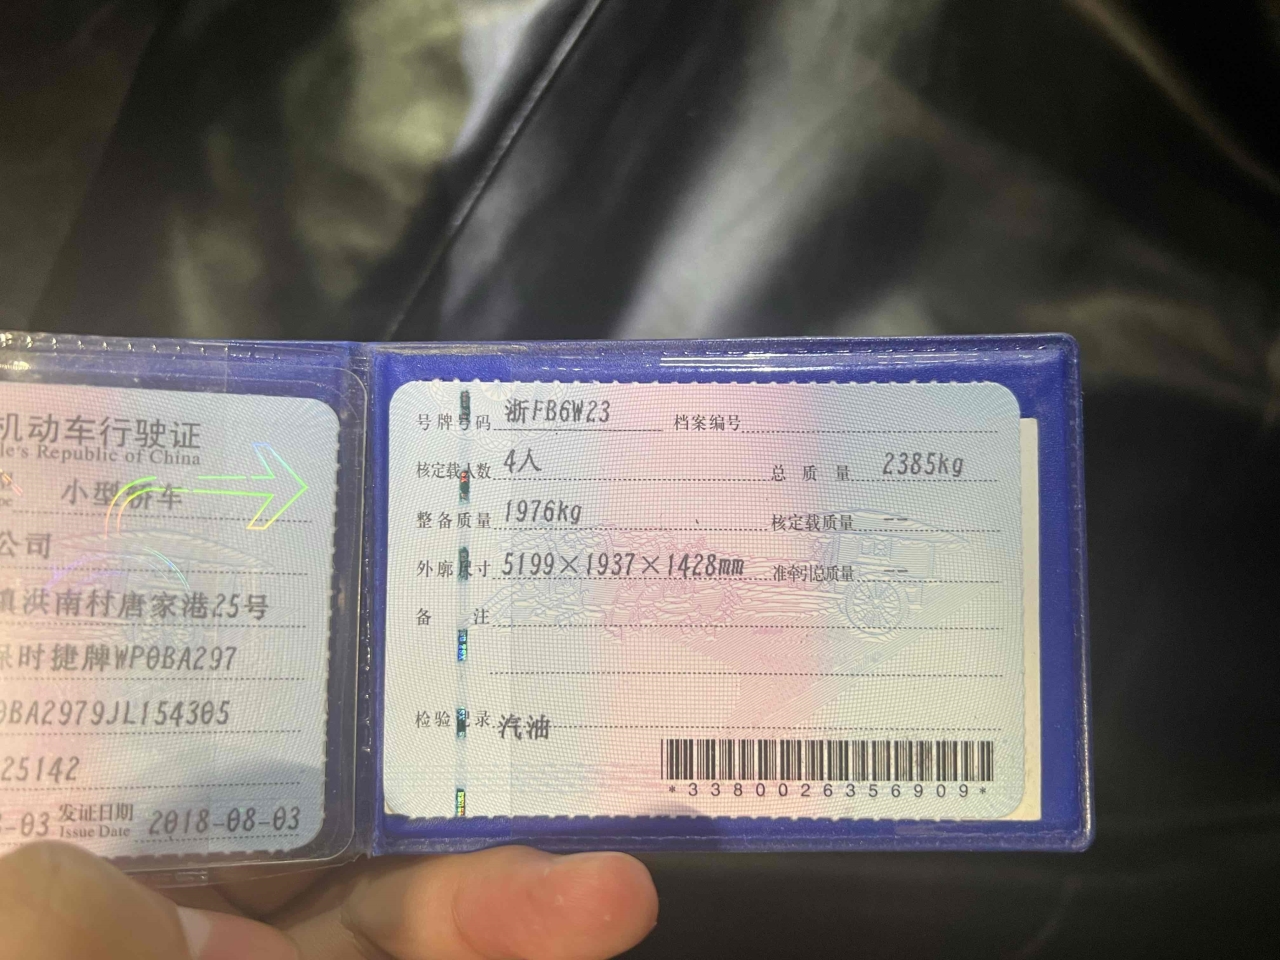 机动车行驶证
le's Republic of China
小型轿车
公司
镇洪南村唐家港25号
保时捷牌WP0BA297
0BA2979JL154305
25142
-03 发证日期 Issue Date 2018-08-03
号牌号码 浙FB6W23 档案编号
核定载人数 4人 总质量 2385kg
整备质量 1976kg 核定载质量 --
外廓尺寸 5199×1937×1428mm 准牵引总质量 --
备注
检验记录 汽油
*3380026356909*